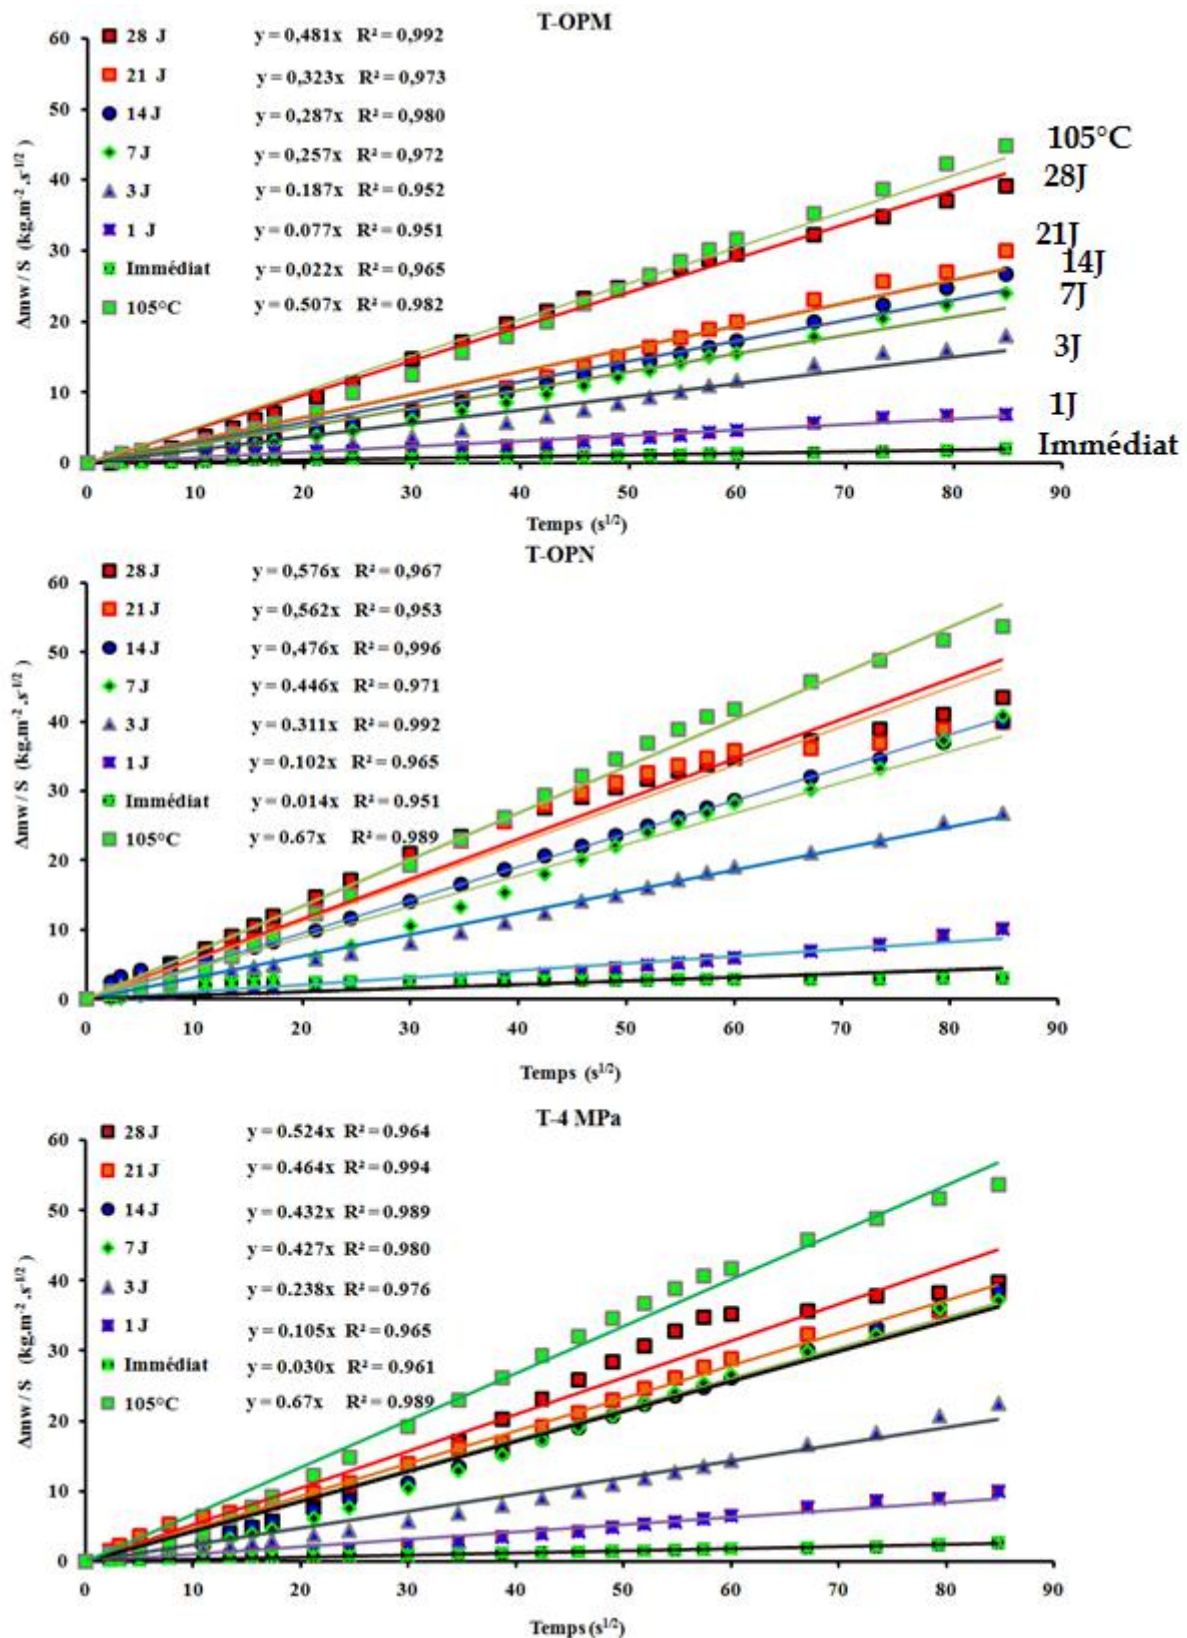 T-OPM
Δmw / S (kg.m-2 .s-1/2 )
60
50
40
30
20
10
0
28 J y = 0,481x R² = 0,992
21 J y = 0,323x R² = 0,973
14 J y = 0,287x R² = 0,980
7 J y = 0,257x R² = 0,972
3 J y = 0.187x R² = 0.952
1 J y = 0.077x R² = 0.951
Immédiat y = 0,022x R² = 0,965
105°C y = 0.507x R² = 0.982
105°C
28J
21J
14J
7J
3J
1J
Immédiat
0 10 20 30 40 50 60 70 80 90
Temps (s1/2)
T-OPN
Δmw / S (kg.m-2 .s-1/2 )
60
50
40
30
20
10
0
28 J y = 0,576x R² = 0,967
21 J y = 0,562x R² = 0,953
14 J y = 0,476x R² = 0,996
7 J y = 0.446x R² = 0.971
3 J y = 0.311x R² = 0.992
1 J y = 0.102x R² = 0.965
Immédiat y = 0.014x R² = 0.951
105°C y = 0.67x R² = 0.989
0 10 20 30 40 50 60 70 80 90
Temps (s1/2)
T-4 MPa
Δmw / S (kg.m-2 .s-1/2 )
60
50
40
30
20
10
0
28 J y = 0.524x R² = 0.964
21 J y = 0.464x R² = 0.994
14 J y = 0.432x R² = 0.989
7 J y = 0.427x R² = 0.980
3 J y = 0.238x R² = 0.976
1 J y = 0.105x R² = 0.965
Immédiat y = 0.030x R² = 0.961
105°C y = 0.67x R² = 0.989
0 10 20 30 40 50 60 70 80 90
Temps (s1/2)